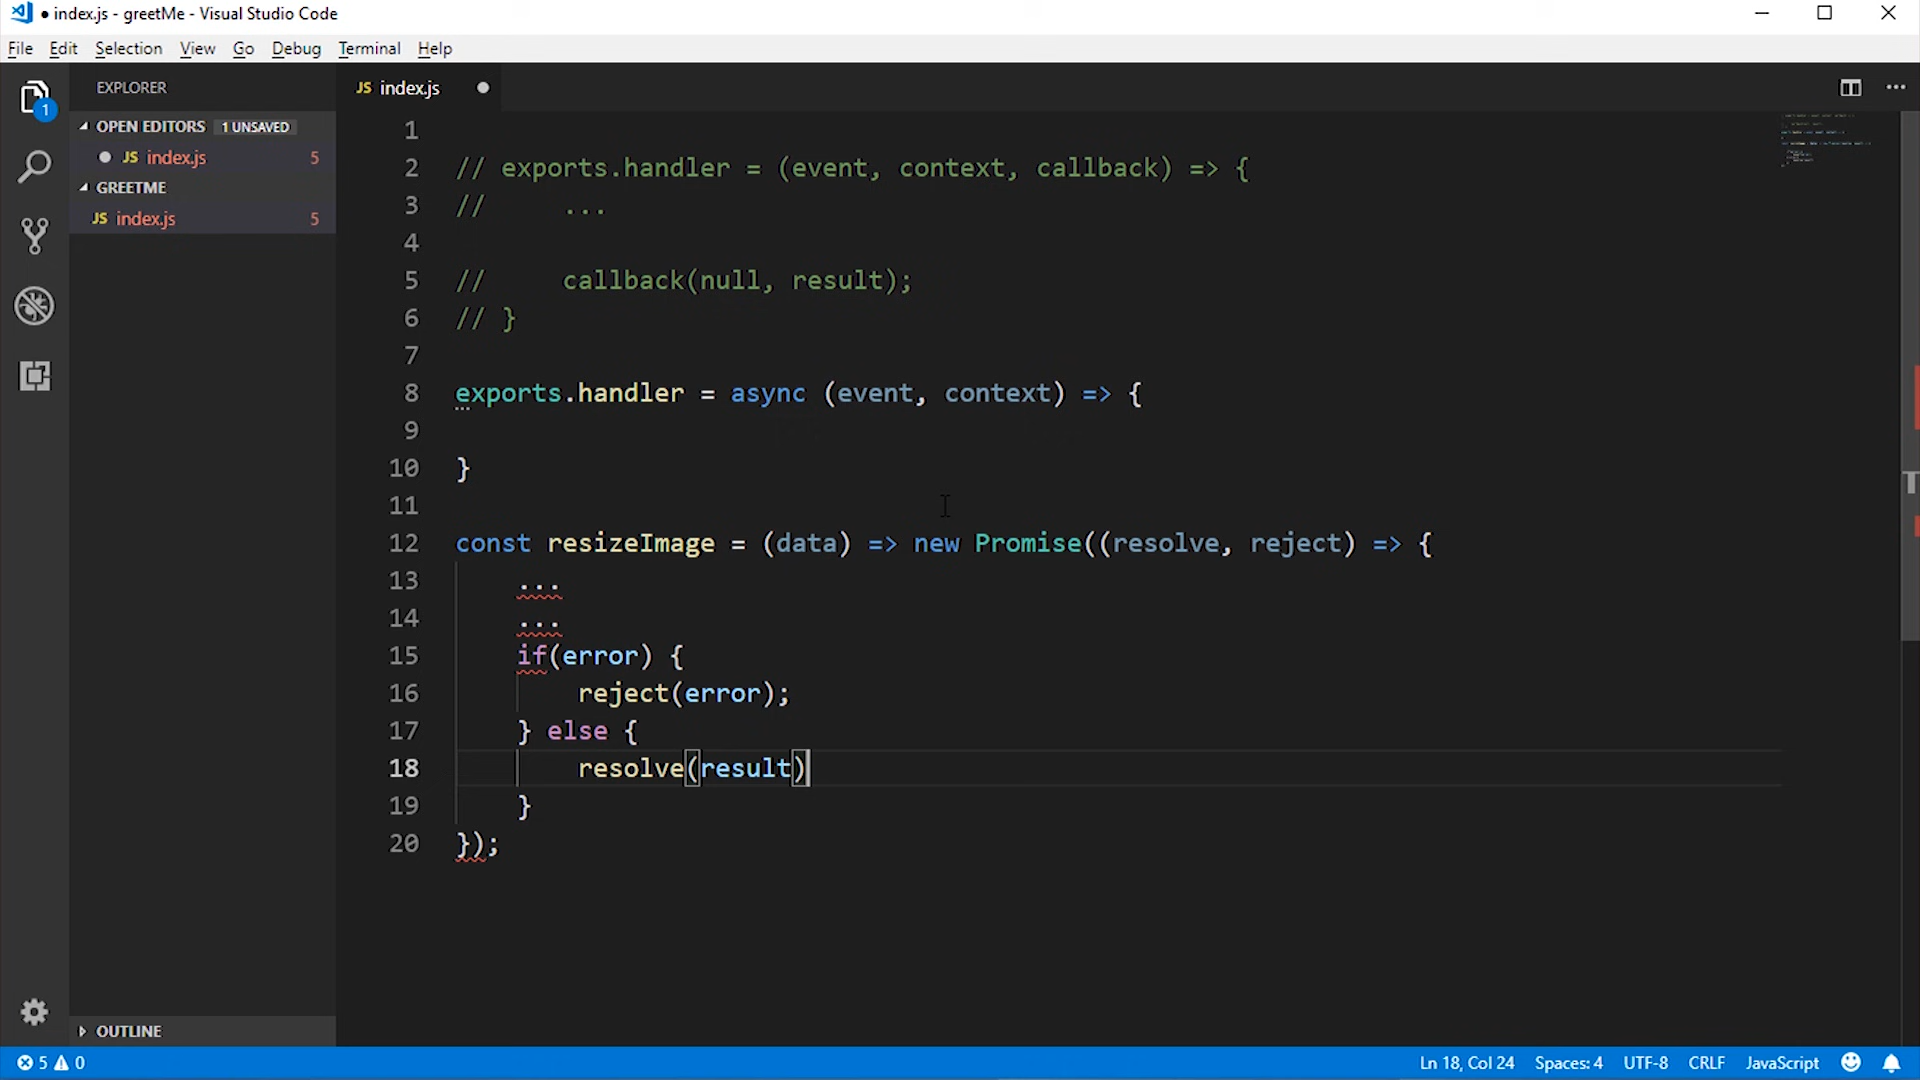 ● index.js - greetMe - Visual Studio Code
File Edit Selection View Go Debug Terminal Help
1
EXPLORER
OPEN EDITORS 1 UNSAVED
JS index.js 5
GREETME
JS index.js 5
OUTLINE
JS index.js ●
1
2 // exports.handler = (event, context, callback) => {
3 //     ...
4
5 //     callback(null, result);
6 // }
7
8 exports.handler = async (event, context) => {
9
10 }
11
12 const resizeImage = (data) => new Promise((resolve, reject) => {
13     ...
14     ...
15     if(error) {
16         reject(error);
17     } else {
18         resolve(result)
19     }
20 });
5 0
Ln 18, Col 24 Spaces: 4 UTF-8 CRLF JavaScript